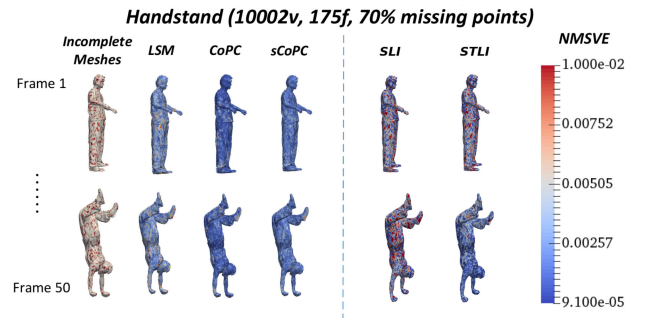 Handstand (10002v, 175f, 70% missing points)
Incomplete
Meshes
LSM
CoPC
sCoPC
SLI
STLI
NMSVE
Frame 1
1.000e-02
0.00752
0.00505
0.00257
9.100e-05
Frame 50